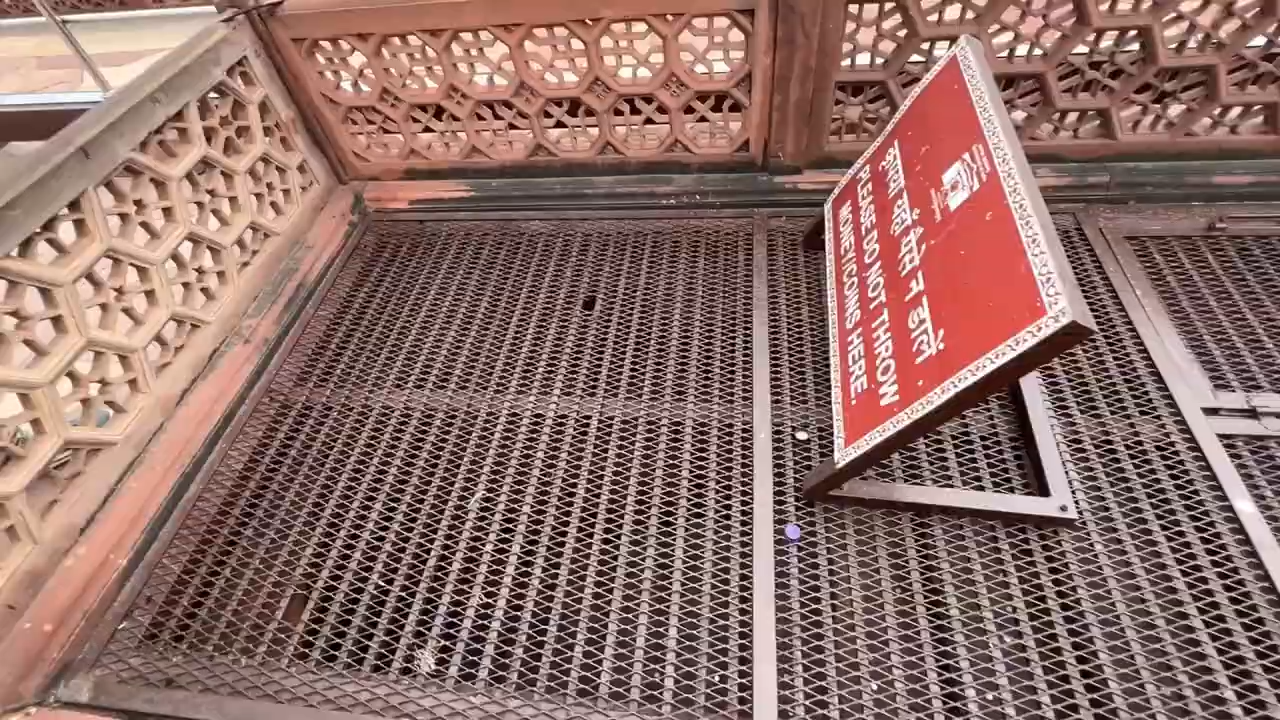 कृपया यहाँ पैसे न डालें
PLEASE DO NOT THROW
MONEY/COINS HERE.